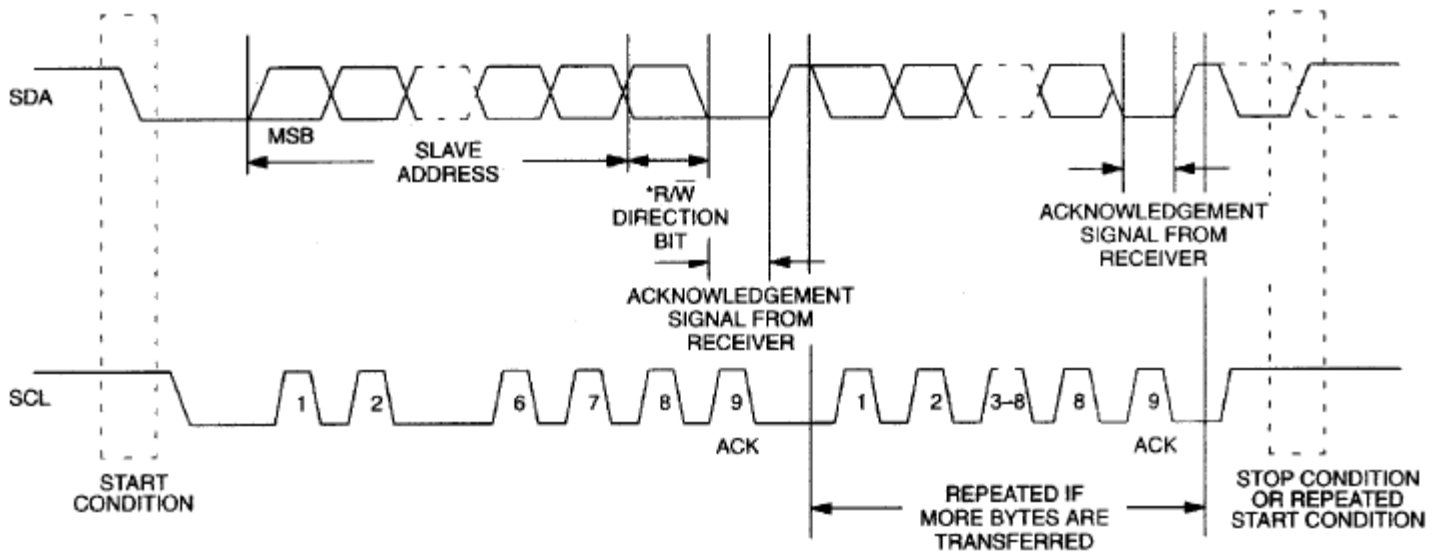 SDA
MSB
SLAVE
ADDRESS
*R/W̅
DIRECTION
BIT
ACKNOWLEDGEMENT
SIGNAL FROM
RECEIVER
ACKNOWLEDGEMENT
SIGNAL FROM
RECEIVER
SCL
1 2 6 7 8 9 1 2 3–8 8 9
ACK ACK
START
CONDITION
REPEATED IF
MORE BYTES ARE
TRANSFERRED
STOP CONDITION
OR REPEATED
START CONDITION